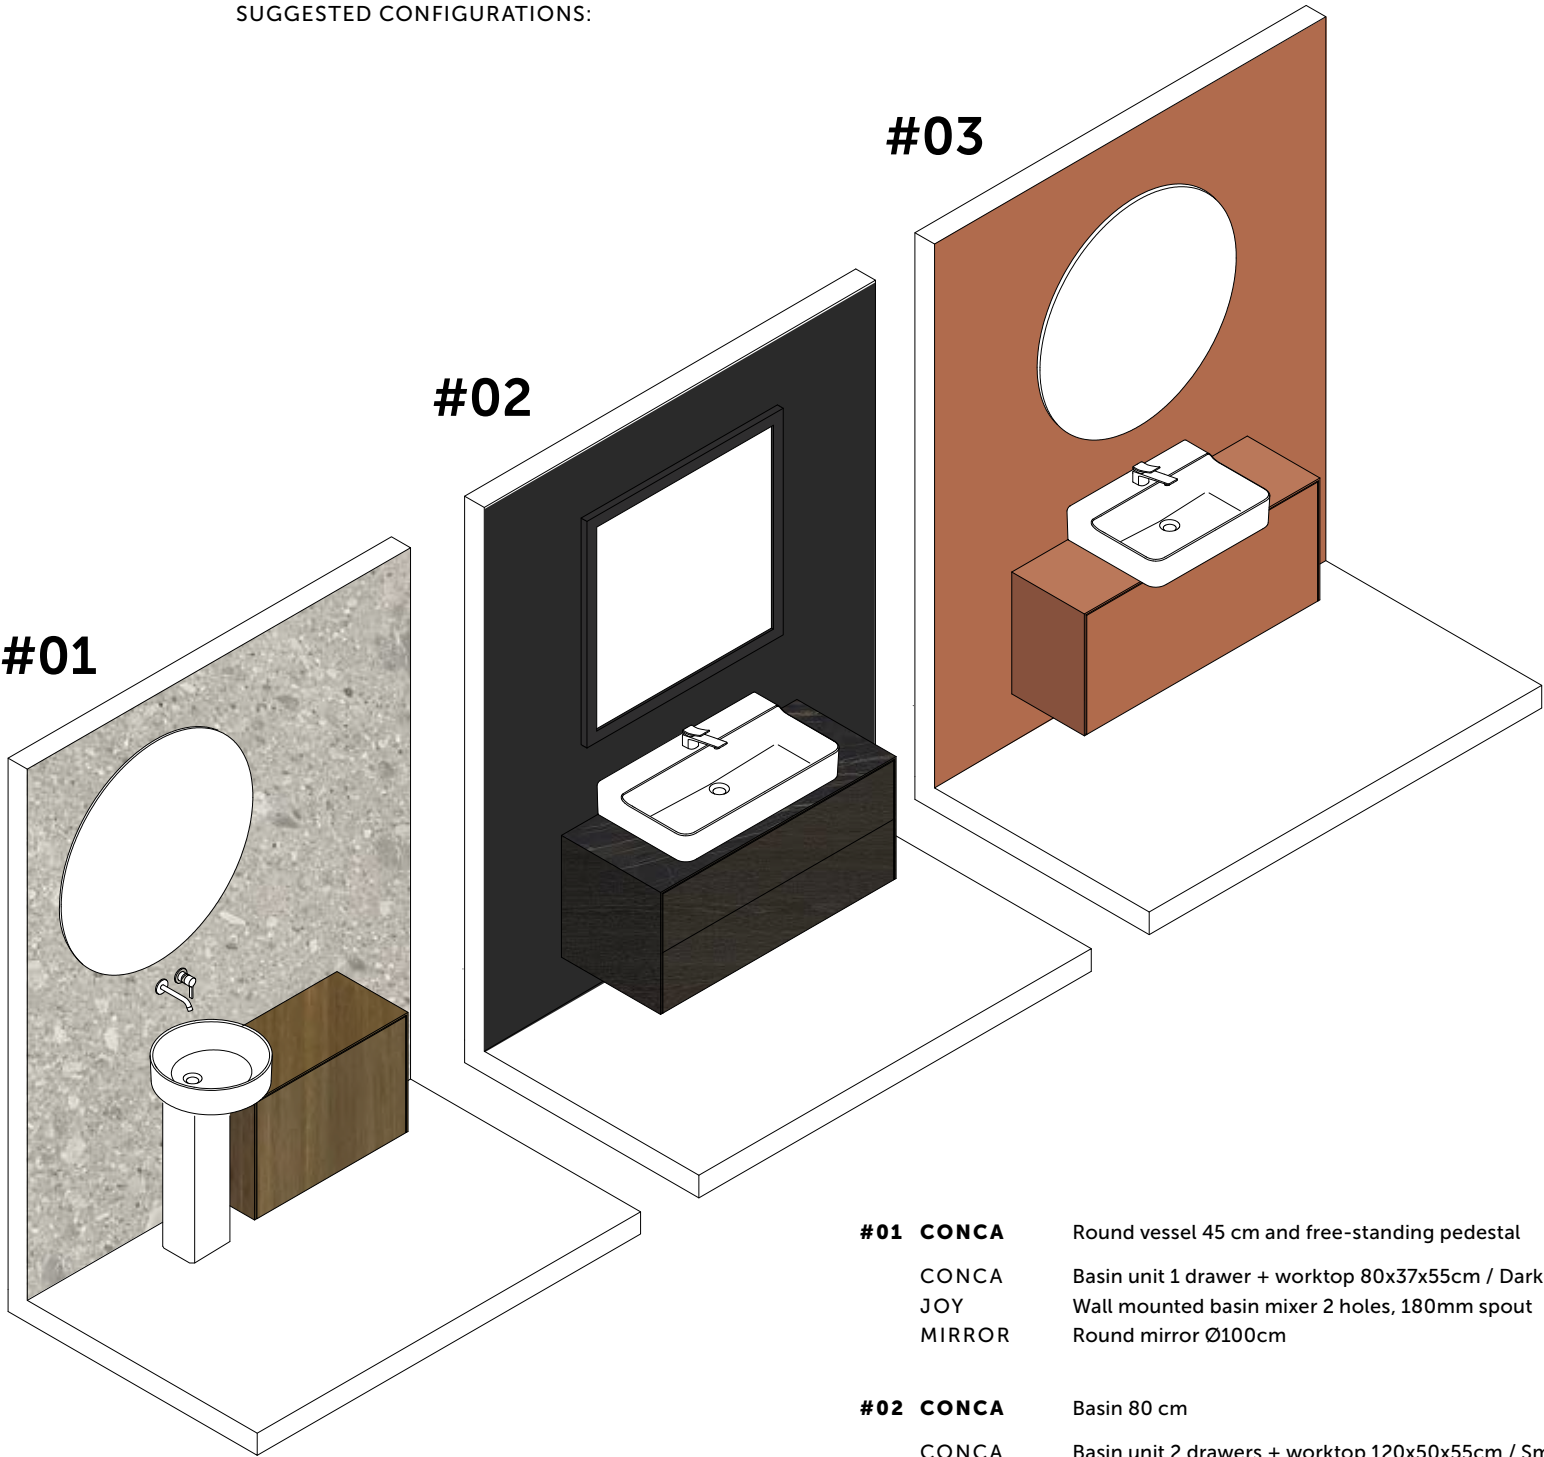 SUGGESTED CONFIGURATIONS:
#03
#02
#01
#01 CONCA Round vessel 45 cm and free-standing pedestal
CONCA Basin unit 1 drawer + worktop 80x37x55cm / Dark
JOY Wall mounted basin mixer 2 holes, 180mm spout
MIRROR Round mirror Ø100cm
#02 CONCA Basin 80 cm
CONCA Basin unit 2 drawers + worktop 120x50x55cm /